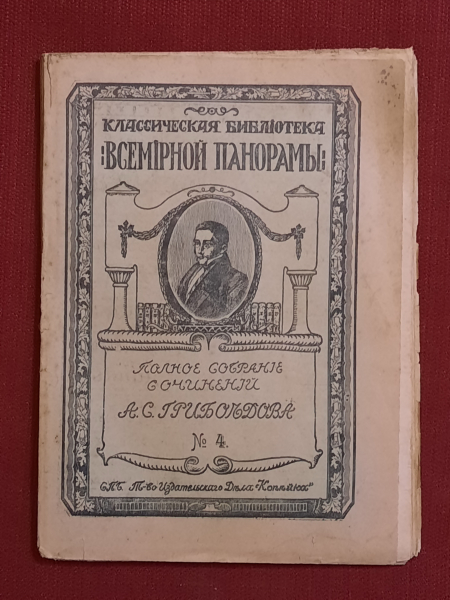 КЛАССИЧЕСКАЯ БИБЛІОТЕКА
ВСЕМІРНОЙ ПАНОРАМЫ
ПОЛНОЕ СОБРАНІЕ
СОЧИНЕНІЙ
А.С. ГРИБОѢДОВА
№ 4.
СПБ. Т-во Издательскаго Дѣла "Копѣйка"